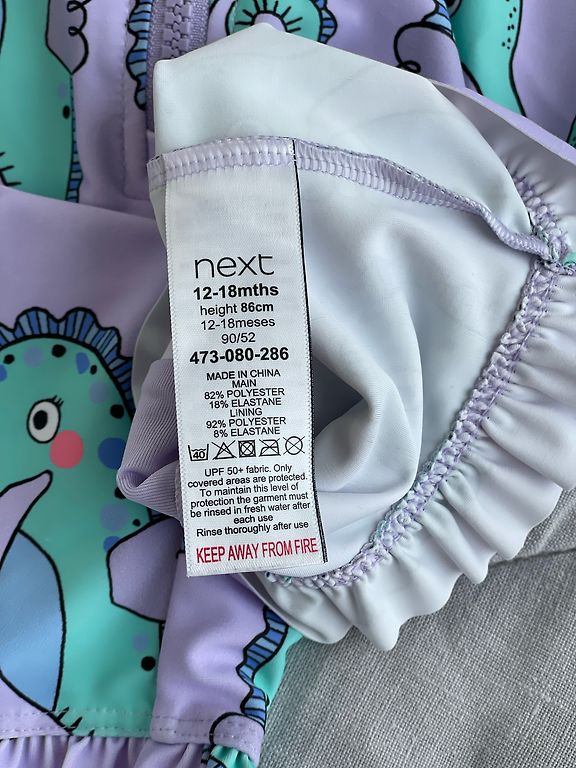 next
12-18mths
height 86cm
12-18meses
90/52
473-080-286
MADE IN CHINA
MAIN
82% POLYESTER
18% ELASTANE
LINING
92% POLYESTER
8% ELASTANE
40
UPF 50+ fabric. Only
covered areas are protected.
To maintain this level of
protection the garment must
be rinsed in fresh water after
each use
Rinse thoroughly after use
KEEP AWAY FROM FIRE